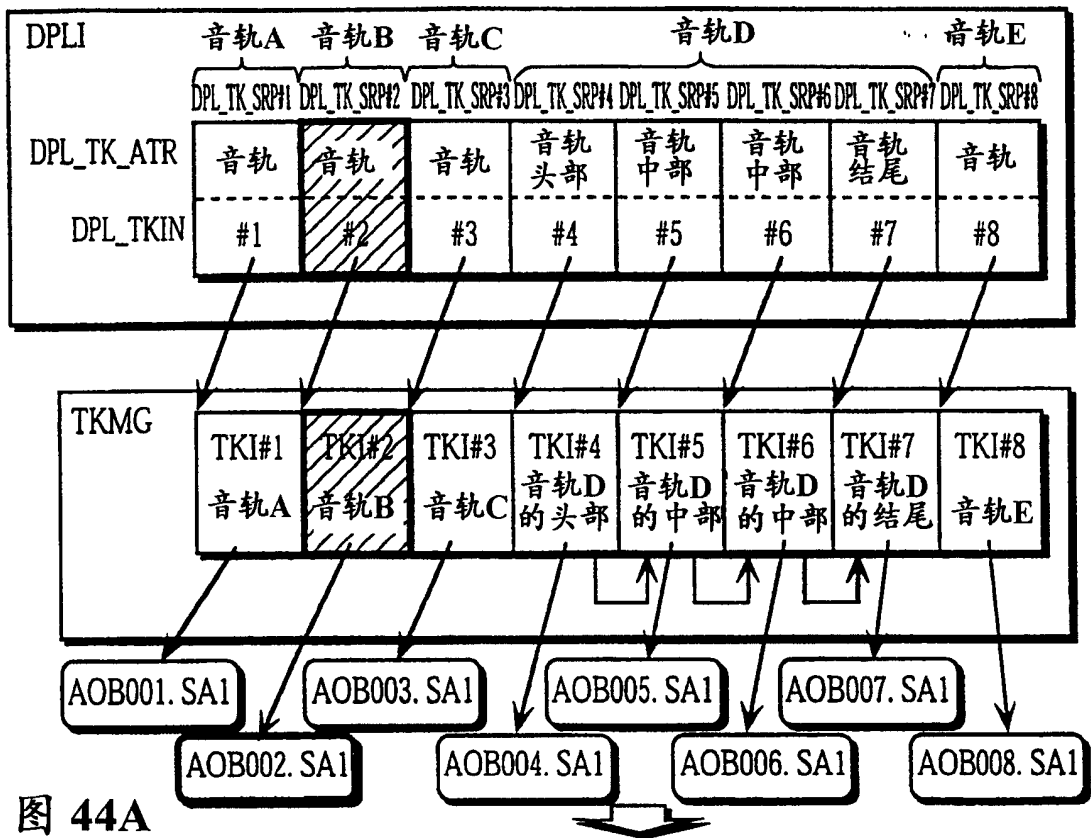 DPLI
音轨A 音轨B 音轨C 音轨D 音轨E
DPL_TK_SRP#1 DPL_TK_SRP#2 DPL_TK_SRP#3 DPL_TK_SRP#4 DPL_TK_SRP#5 DPL_TK_SRP#6 DPL_TK_SRP#7 DPL_TK_SRP#8
DPL_TK_ATR 音轨 音轨 音轨 音轨头部 音轨中部 音轨中部 音轨结尾 音轨
DPL_TKIN #1 #2 #3 #4 #5 #6 #7 #8
TKMG
TKI#1 TKI#2 TKI#3 TKI#4 TKI#5 TKI#6 TKI#7 TKI#8
音轨A 音轨B 音轨C 音轨D的头部 音轨D的中部 音轨D的中部 音轨D的结尾 音轨E
AOB001.SA1 AOB003.SA1 AOB005.SA1 AOB007.SA1
AOB002.SA1 AOB004.SA1 AOB006.SA1 AOB008.SA1
图 44A